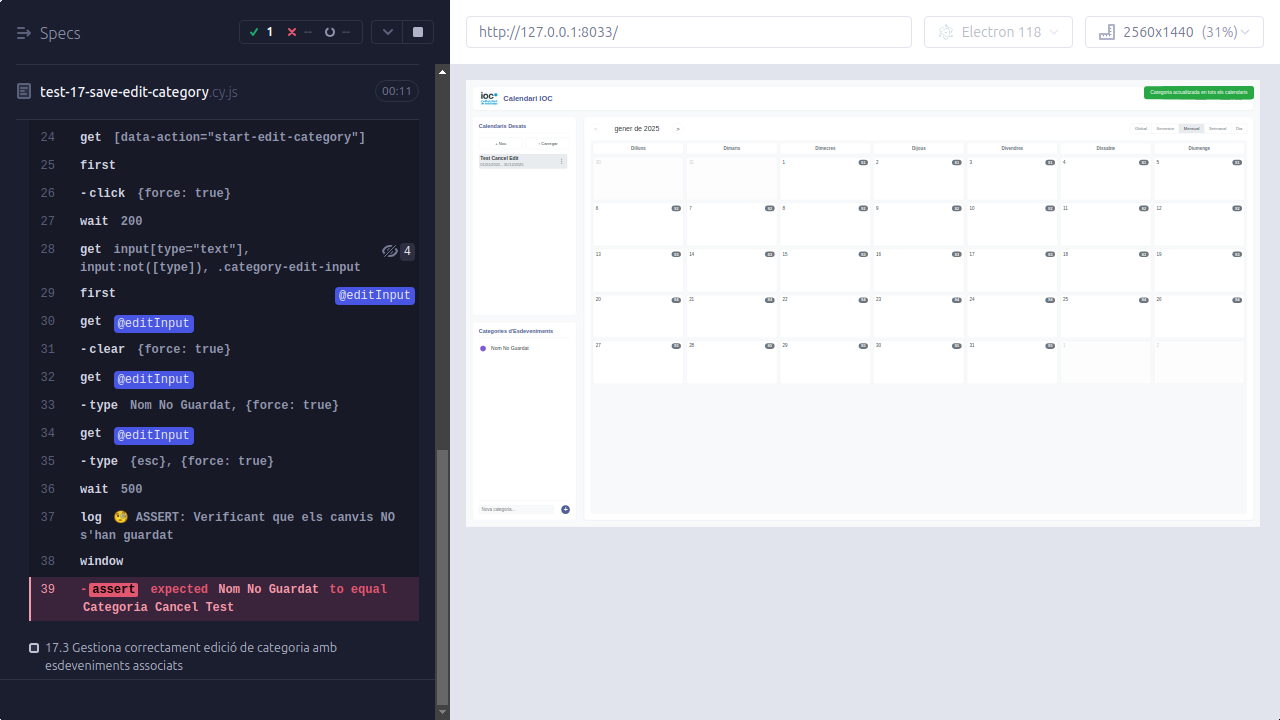 Specs
1
--
--
test-17-save-edit-category.cy.js
00:11
24 get [data-action="start-edit-category"]
25 first
26 -click {force: true}
27 wait 200
28 get input[type="text"], input:not([type]), .category-edit-input 4
29 first @editInput
30 get @editInput
31 -clear {force: true}
32 get @editInput
33 -type Nom No Guardat, {force: true}
34 get @editInput
35 -type {esc}, {force: true}
36 wait 500
37 log 🧐 ASSERT: Verificant que els canvis NO s'han guardat
38 window
39 -assert expected Nom No Guardat to equal Categoria Cancel Test
17.3 Gestiona correctament edició de categoria amb esdeveniments associats
http://127.0.0.1:8033/
Electron 118
2560x1440 (31%)
ioc
Calendari IOC
Categoria actualitzada en tots els calendaris
Calendaris Desats
+ Nou
Carregar
Test Cancel Edit
Categories d'Esdeveniments
Nom No Guardat
Nova categoria...
+
< gener de 2025 >
Global Semestral Mensual Setmanal Dia
Dilluns Dimarts Dimecres Dijous Divendres Dissabte Diumenge
30 31 1 2 3 4 5
6 7 8 9 10 11 12
13 14 15 16 17 18 19
20 21 22 23 24 25 26
27 28 29 30 31 1 2